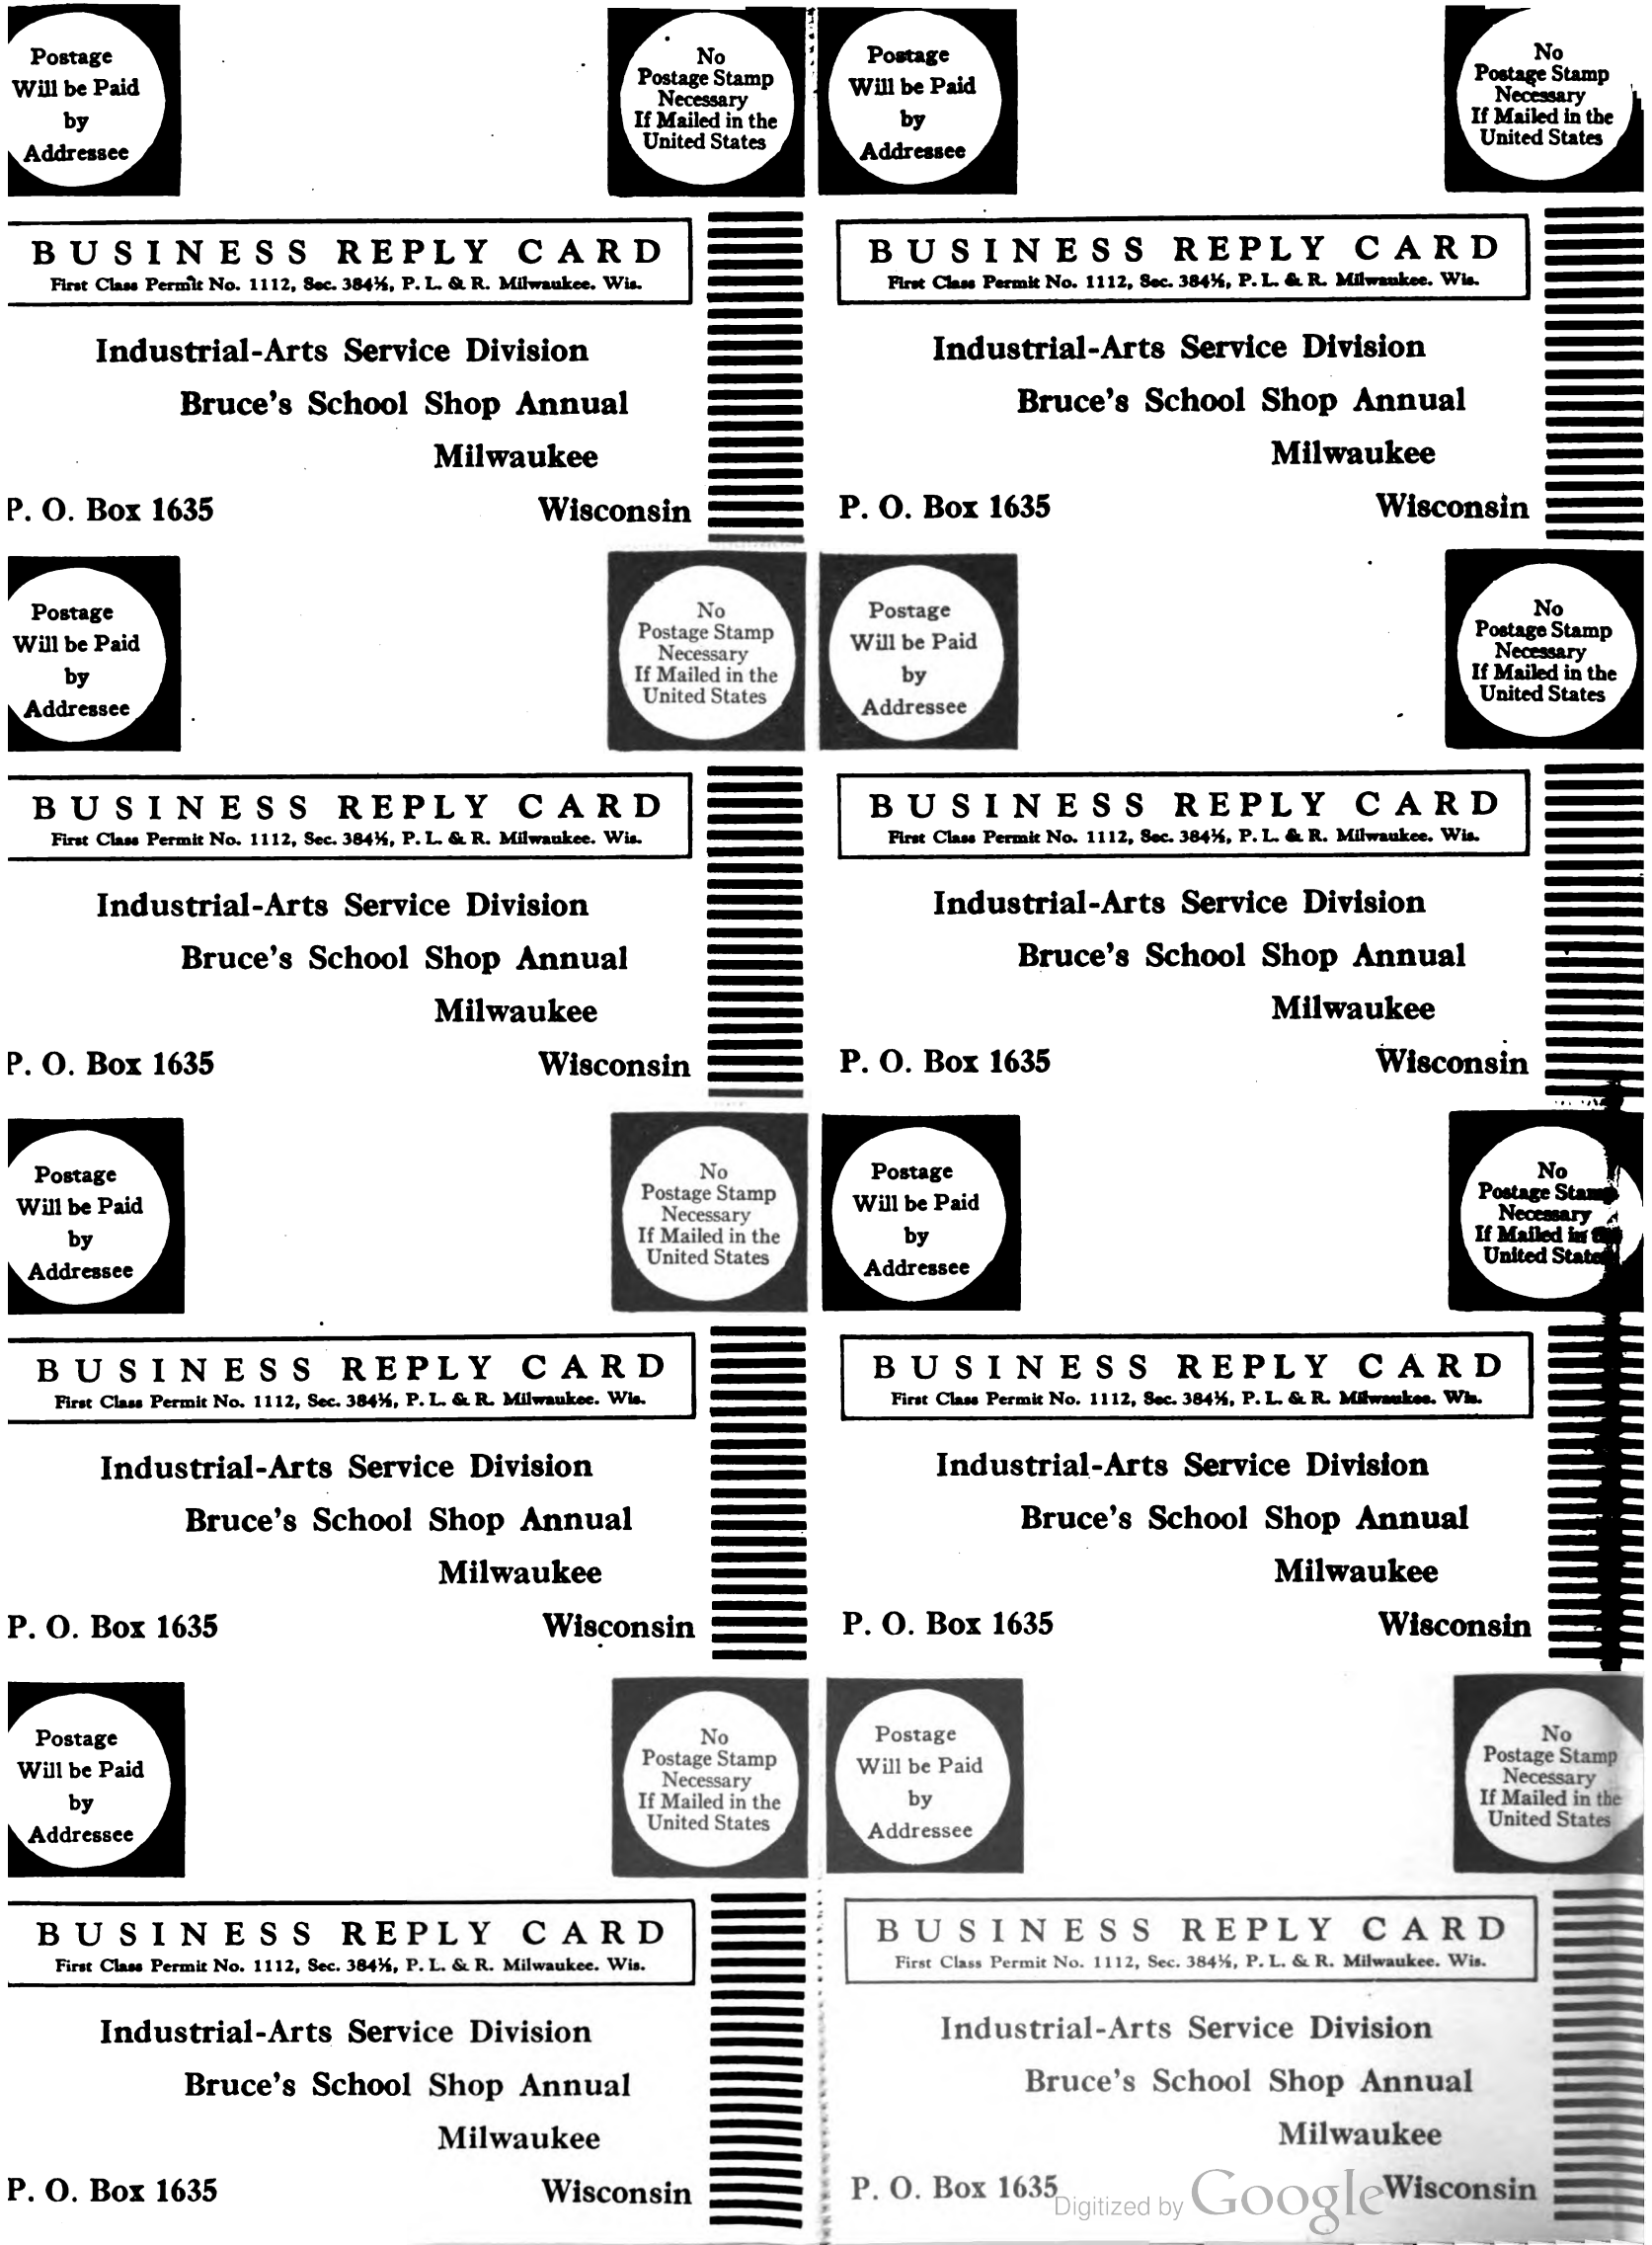 Postage
Will be Paid
by
Addressee
No
Postage Stamp
Necessary
If Mailed in the
United States
BUSINESS REPLY CARD
First Class Permit No. 1112, Sec. 384½, P. L. & R. Milwaukee. Wis.
Industrial-Arts Service Division
Bruce's School Shop Annual
Milwaukee
P. O. Box 1635 Wisconsin
Postage
Will be Paid
by
Addressee
No
Postage Stamp
Necessary
If Mailed in the
United States
BUSINESS REPLY CARD
First Class Permit No. 1112, Sec. 384½, P. L. & R. Milwaukee. Wis.
Industrial-Arts Service Division
Bruce's School Shop Annual
Milwaukee
P. O. Box 1635 Wisconsin
Postage
Will be Paid
by
Addressee
No
Postage Stamp
Necessary
If Mailed in the
United States
BUSINESS REPLY CARD
First Class Permit No. 1112, Sec. 384½, P. L. & R. Milwaukee. Wis.
Industrial-Arts Service Division
Bruce's School Shop Annual
Milwaukee
P. O. Box 1635 Wisconsin
Postage
Will be Paid
by
Addressee
No
Postage Stamp
Necessary
If Mailed in the
United States
BUSINESS REPLY CARD
First Class Permit No. 1112, Sec. 384½, P. L. & R. Milwaukee. Wis.
Industrial-Arts Service Division
Bruce's School Shop Annual
Milwaukee
P. O. Box 1635 Wisconsin
Postage
Will be Paid
by
Addressee
No
Postage Stamp
Necessary
If Mailed in the
United States
BUSINESS REPLY CARD
First Class Permit No. 1112, Sec. 384½, P. L. & R. Milwaukee. Wis.
Industrial-Arts Service Division
Bruce's School Shop Annual
Milwaukee
P. O. Box 1635 Wisconsin
Postage
Will be Paid
by
Addressee
No
Postage Stamp
Necessary
If Mailed in the
United States
BUSINESS REPLY CARD
First Class Permit No. 1112, Sec. 384½, P. L. & R. Milwaukee. Wis.
Industrial-Arts Service Division
Bruce's School Shop Annual
Milwaukee
P. O. Box 1635 Wisconsin
Postage
Will be Paid
by
Addressee
No
Postage Stamp
Necessary
If Mailed in the
United States
BUSINESS REPLY CARD
First Class Permit No. 1112, Sec. 384½, P. L. & R. Milwaukee. Wis.
Industrial-Arts Service Division
Bruce's School Shop Annual
Milwaukee
P. O. Box 1635 Wisconsin
Postage
Will be Paid
by
Addressee
No
Postage Stamp
Necessary
If Mailed in the
United States
BUSINESS REPLY CARD
First Class Permit No. 1112, Sec. 384½, P. L. & R. Milwaukee. Wis.
Industrial-Arts Service Division
Bruce's School Shop Annual
Milwaukee
P. O. Box 1635 Wisconsin
Digitized by Google